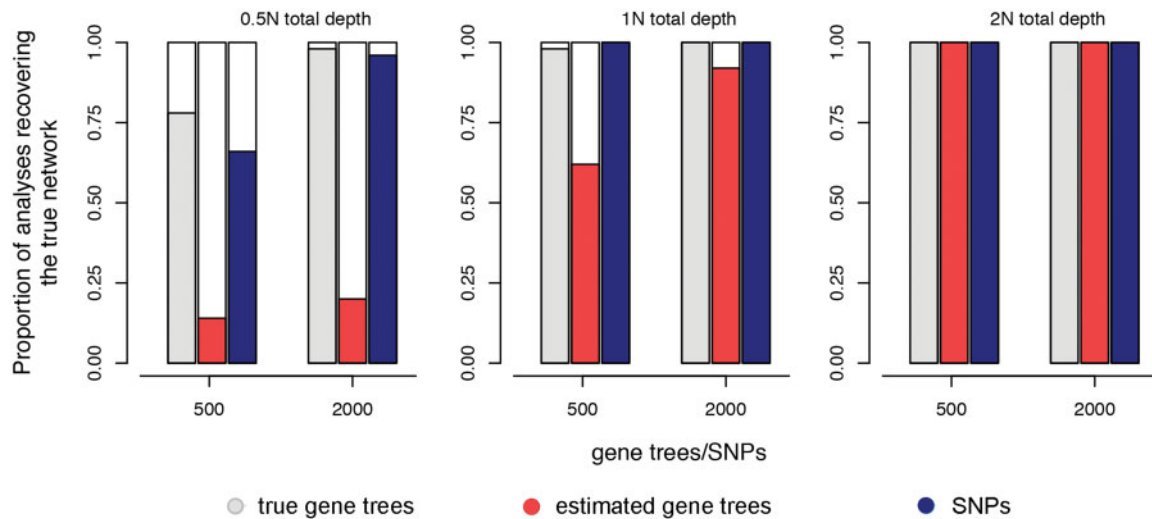 0.5N total depth
1N total depth
2N total depth
Proportion of analyses recovering
the true network
1.00
0.75
0.50
0.25
0.00
1.00
0.75
0.50
0.25
0.00
1.00
0.75
0.50
0.25
0.00
500
2000
500
2000
500
2000
gene trees/SNPs
true gene trees
estimated gene trees
SNPs